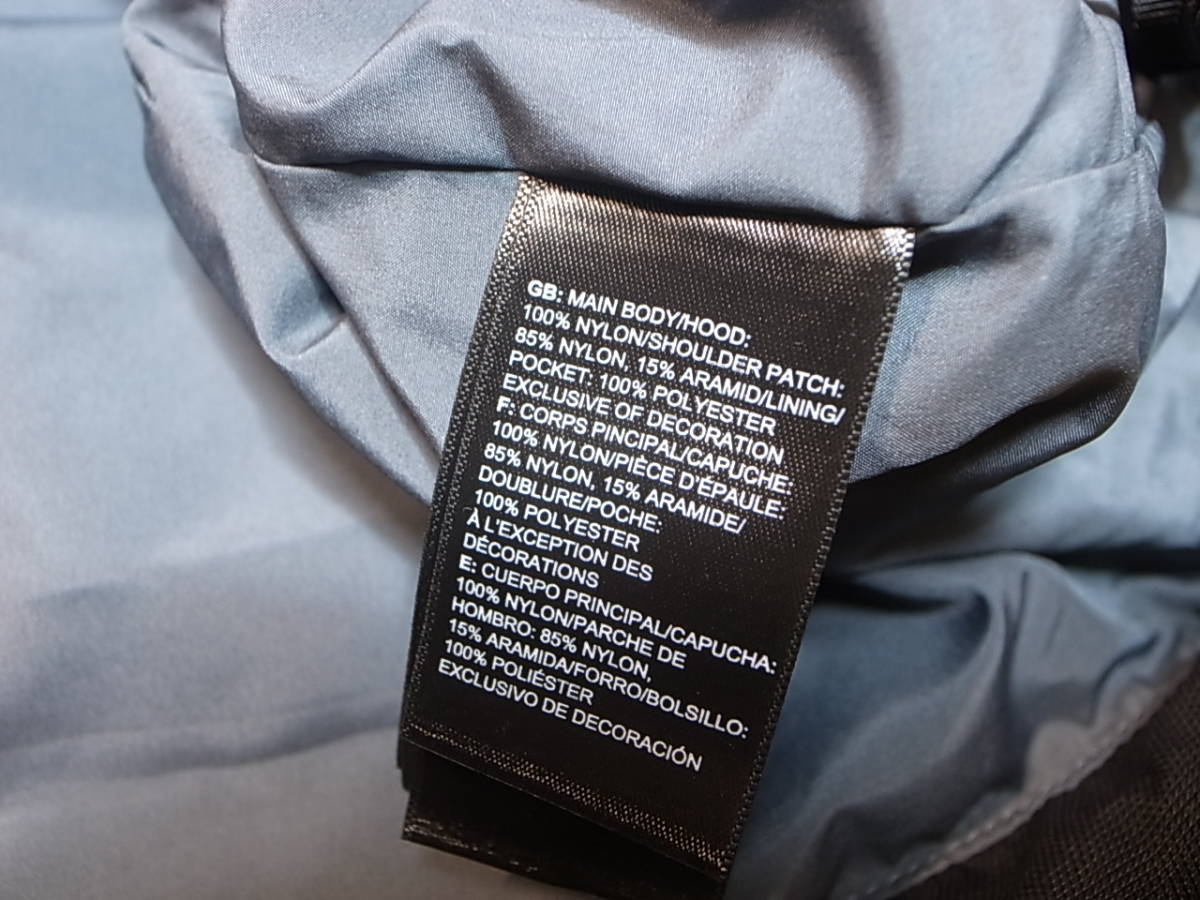 GB: MAIN BODY/HOOD:
100% NYLON/SHOULDER PATCH:
85% NYLON, 15% ARAMID/LINING/
POCKET: 100% POLYESTER
EXCLUSIVE OF DECORATION
F: CORPS PINCIPAL/CAPUCHE:
100% NYLON/PIÈCE D'ÉPAULE:
85% NYLON, 15% ARAMIDE/
DOUBLURE/POCHE:
100% POLYESTER
À L'EXCEPTION DES
DÉCORATIONS
E: CUERPO PRINCIPAL/CAPUCHA:
100% NYLON/PARCHE DE
HOMBRO: 85% NYLON,
15% ARAMIDA/FORRO/BOLSILLO:
100% POLIÉSTER
EXCLUSIVO DE DECORACIÓN